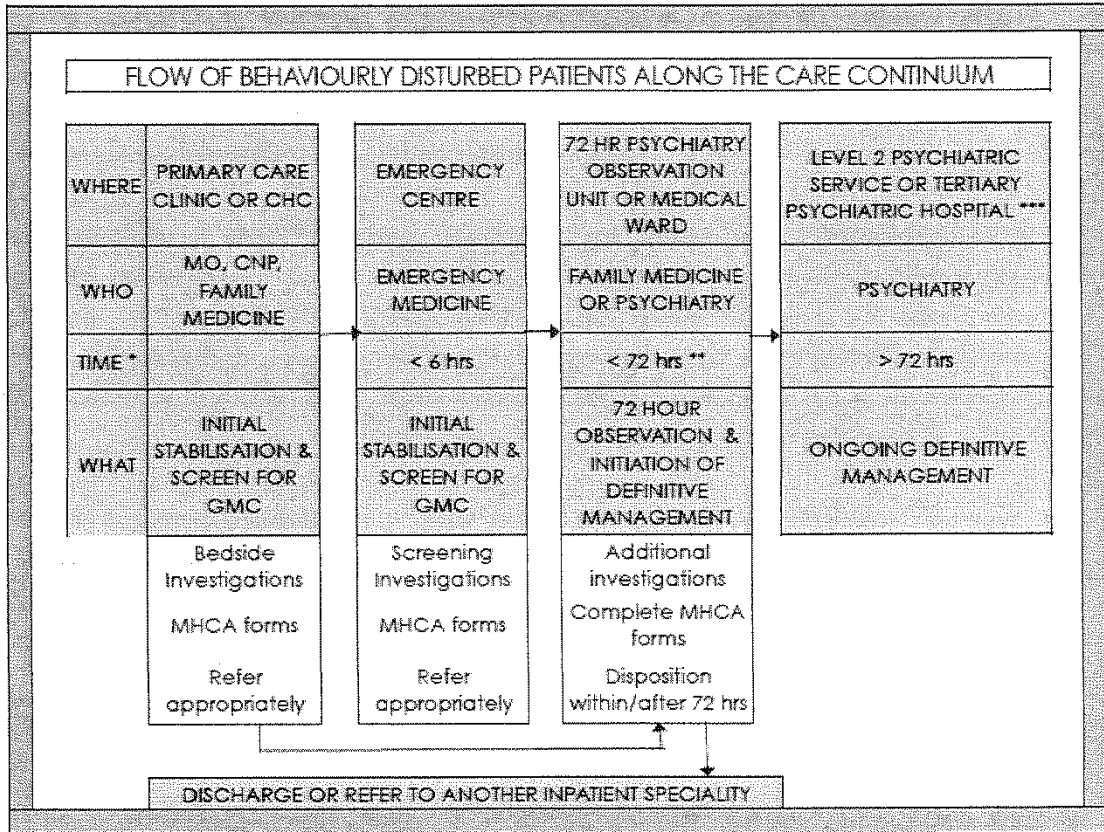 FLOW OF BEHAVIOURLY DISTURBED PATIENTS ALONG THE CARE CONTINUUM
WHERE
PRIMARY CARE
CLINIC OR CHC
EMERGENCY
CENTRE
72 HR PSYCHIATRY
OBSERVATION
UNIT OR MEDICAL
WARD
LEVEL 2 PSYCHIATRIC
SERVICE OR TERTIARY
PSYCHIATRIC HOSPITAL ***
WHO
MO, CNP,
FAMILY
MEDICINE
EMERGENCY
MEDICINE
FAMILY MEDICINE
OR PSYCHIATRY
PSYCHIATRY
TIME *
< 6 hrs
< 72 hrs **
> 72 hrs
WHAT
INITIAL
STABILISATION &
SCREEN FOR
GMC
INITIAL
STABILISATION &
SCREEN FOR
GMC
72 HOUR
OBSERVATION &
INITIATION OF
DEFINITIVE
MANAGEMENT
ONGOING DEFINITIVE
MANAGEMENT
Bedside
Investigations
MHCA forms
Refer
appropriately
Screening
Investigations
MHCA forms
Refer
appropriately
Additional
investigations
Complete MHCA
forms
Disposition
within/after 72 hrs
DISCHARGE OR REFER TO ANOTHER INPATIENT SPECIALITY